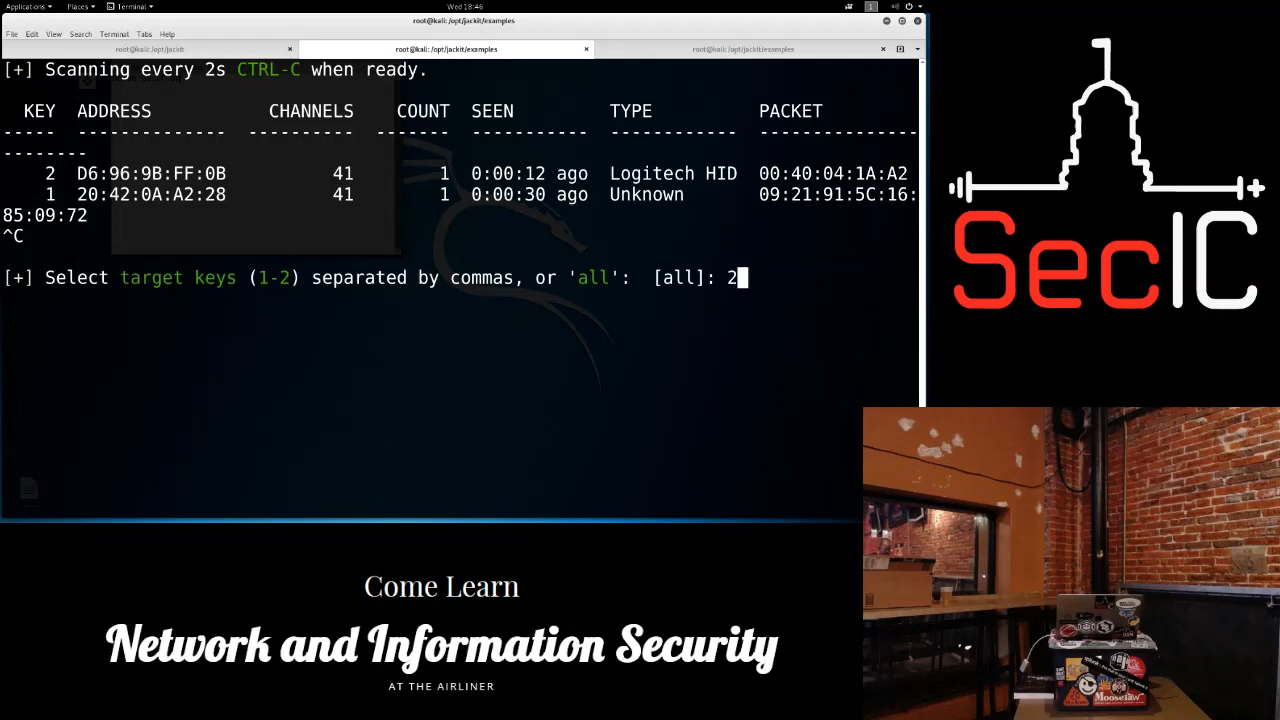 Applications Places Terminal Wed 18:46 1
root@kali: /opt/jackit/examples
File Edit View Search Terminal Tabs Help
root@kali: /opt/jackit root@kali: /opt/jackit/examples root@kali: /opt/jackit/examples
[+] Scanning every 2s CTRL-C when ready.
KEY ADDRESS CHANNELS COUNT SEEN TYPE PACKET
----- -------------- ---------- ------- ----------- ------------ ---------------
--------
2 D6:96:9B:FF:0B 41 1 0:00:12 ago Logitech HID 00:40:04:1A:A2
1 20:42:0A:A2:28 41 1 0:00:30 ago Unknown 09:21:91:5C:16:
85:09:72
^C
[+] Select target keys (1-2) separated by commas, or 'all': [all]: 2
SecIC
Come Learn
Network and Information Security
AT THE AIRLINER
Moosejaw